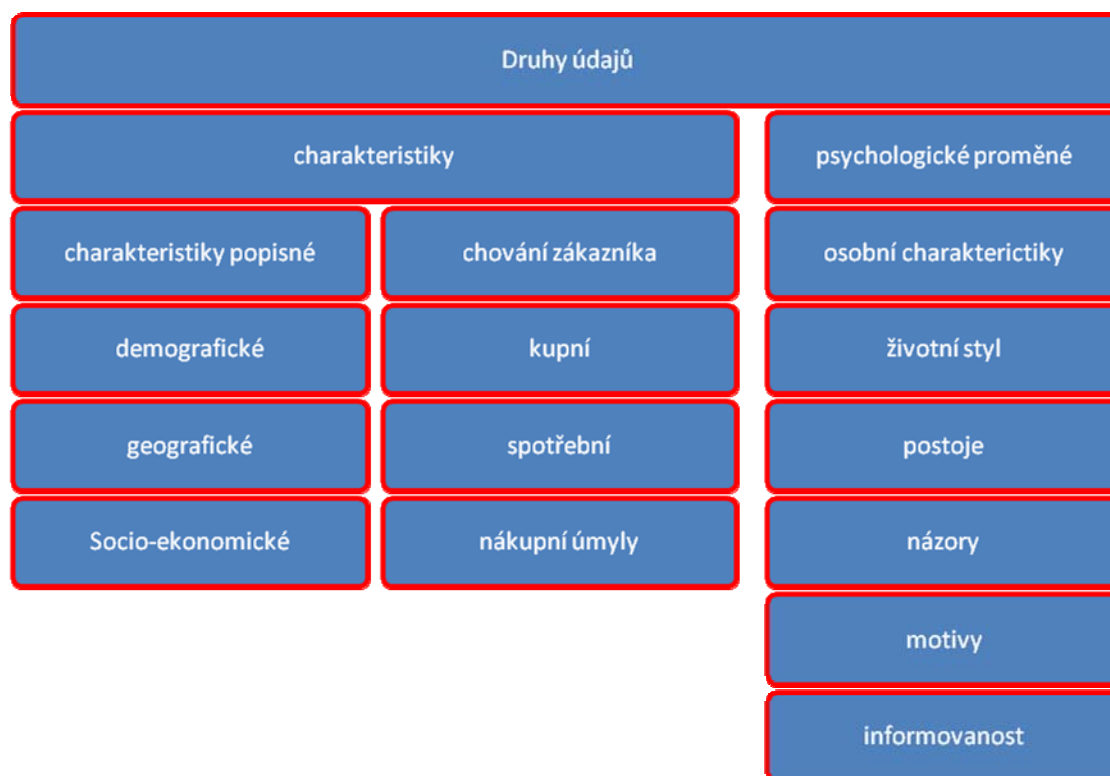 Druhy údajů
charakteristiky
psychologické proměné
charakteristiky popisné
chování zákazníka
osobní charakterictiky
demografické
kupní
životní styl
geografické
spotřební
postoje
Socio-ekonomické
nákupní úmyly
názory
motivy
informovanost